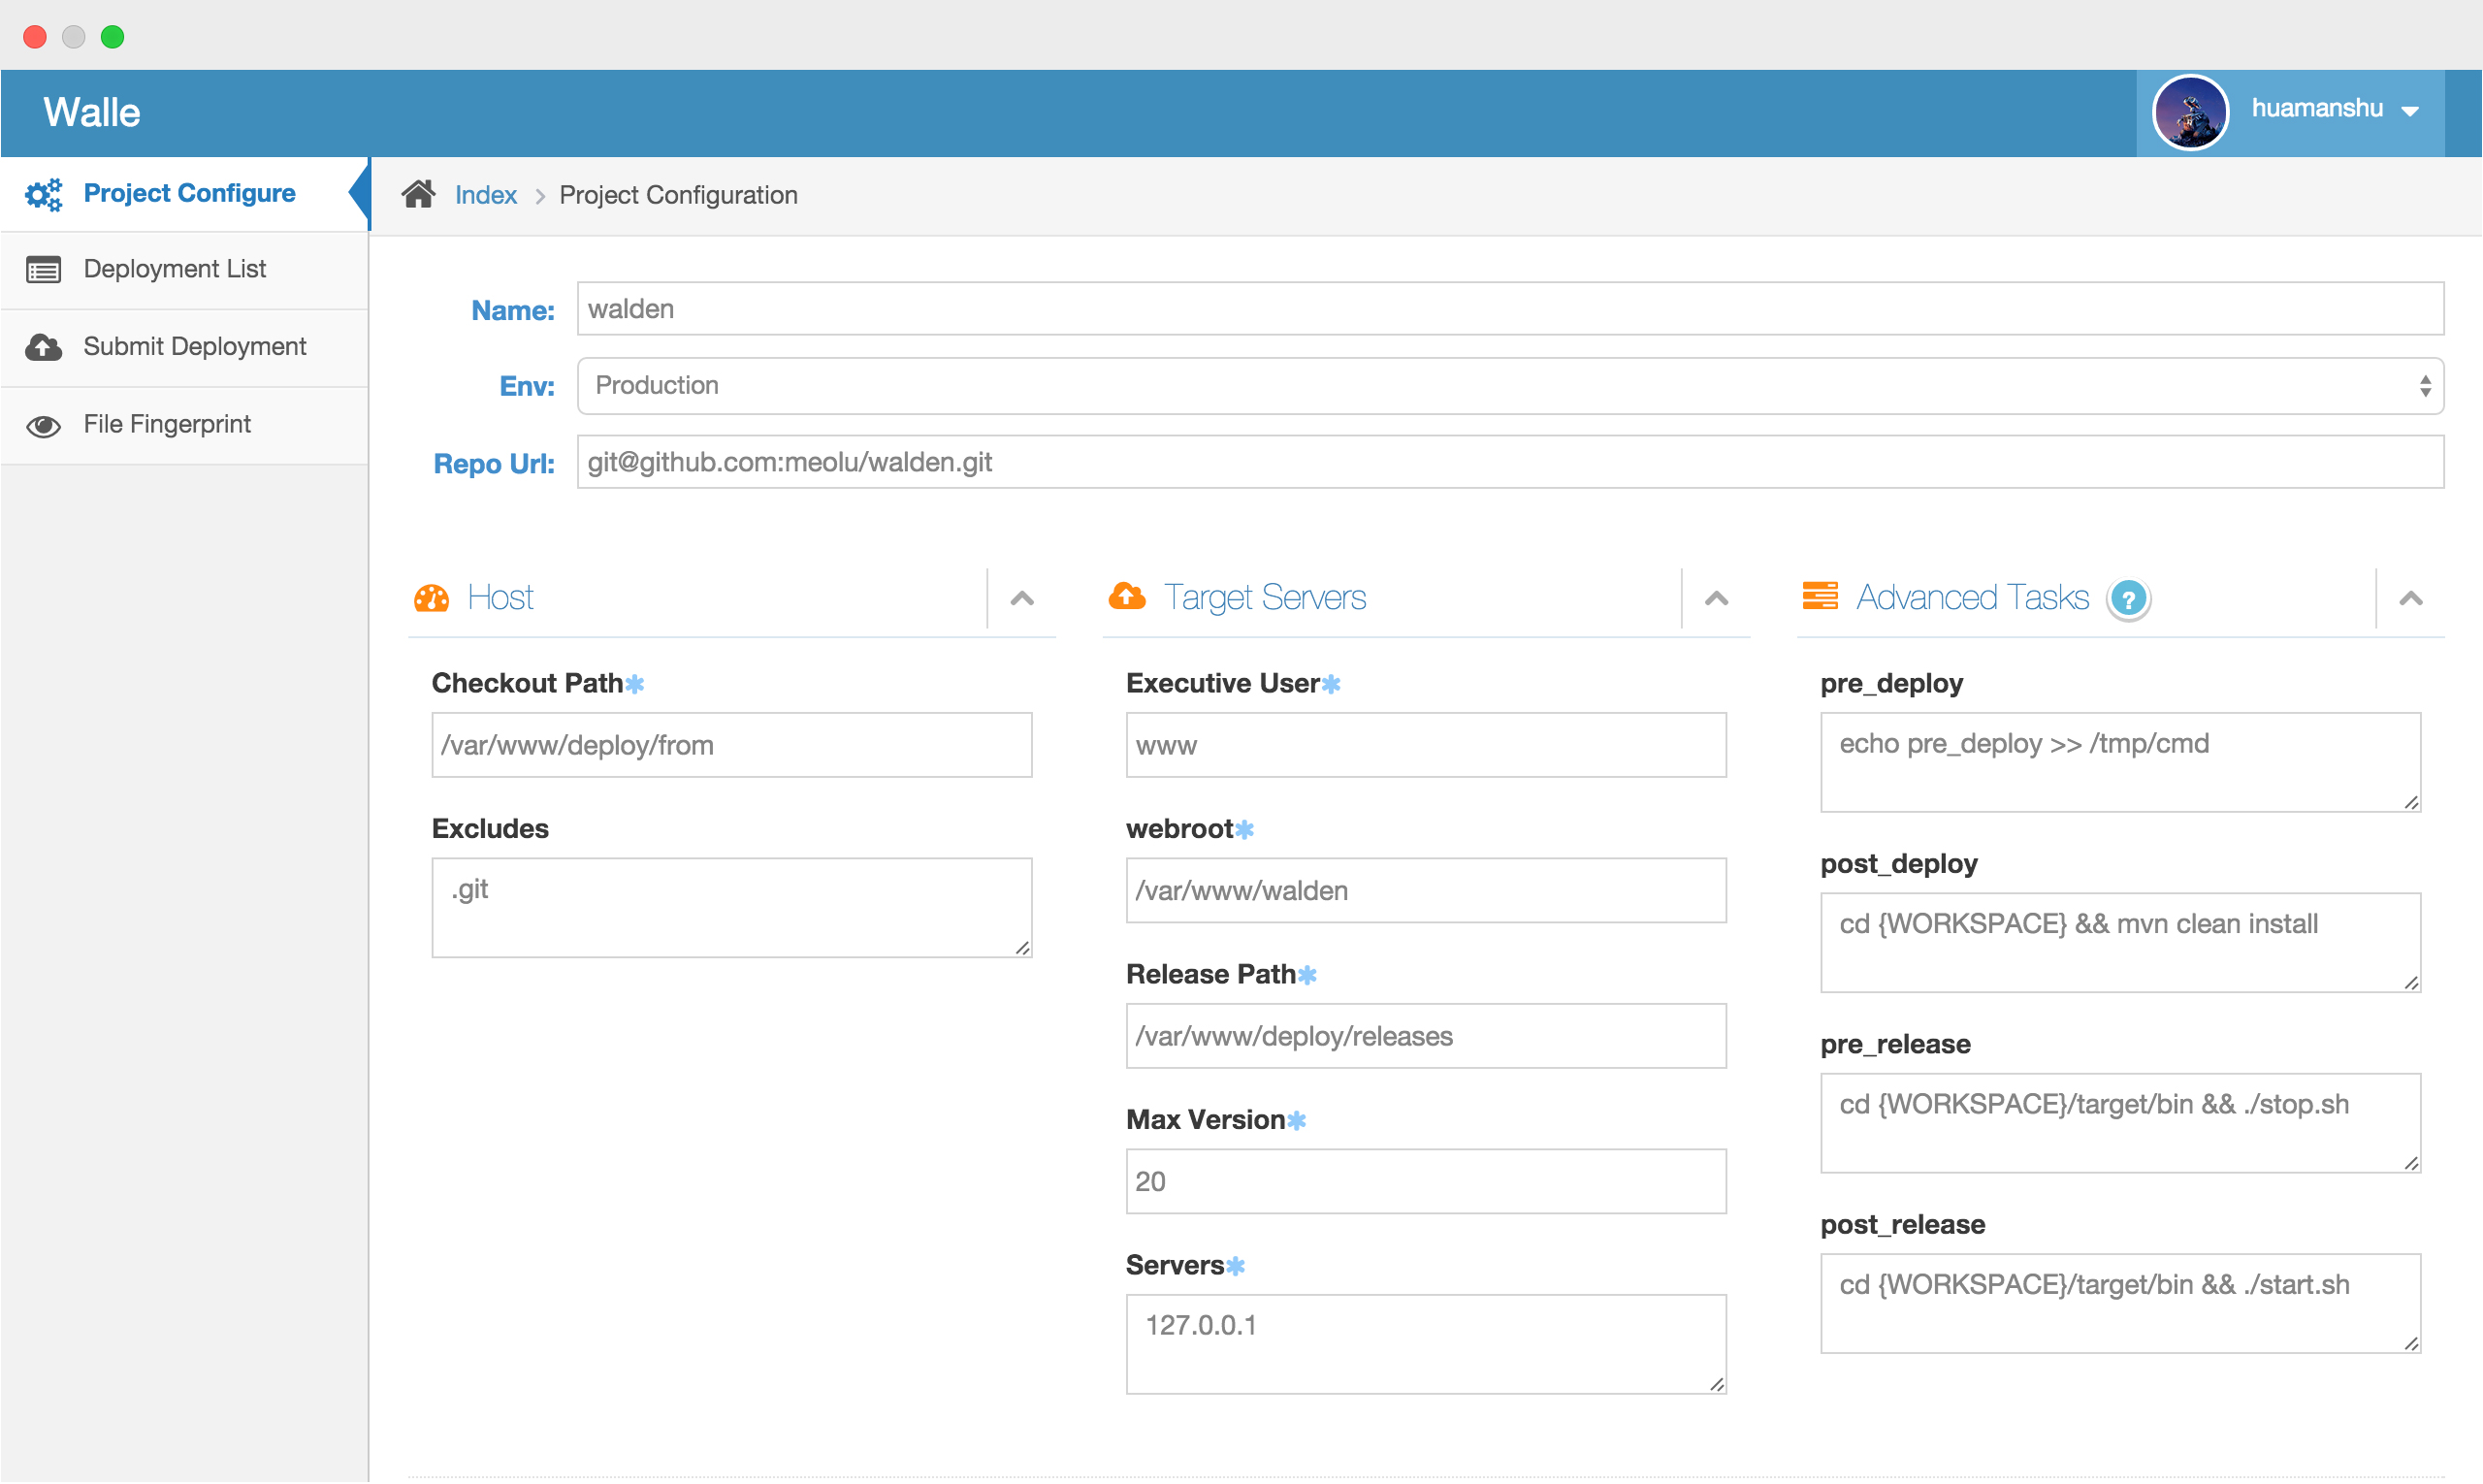 Walle
huamanshu
Project Configure
Deployment List
Submit Deployment
File Fingerprint
Index > Project Configuration
Name: walden
Env: Production
Repo Url: git@github.com:meolu/walden.git
Host
Checkout Path*
/var/www/deploy/from
Excludes
.git
Target Servers
Executive User*
www
webroot*
/var/www/walden
Release Path*
/var/www/deploy/releases
Max Version*
20
Servers*
127.0.0.1
Advanced Tasks ?
pre_deploy
echo pre_deploy >> /tmp/cmd
post_deploy
cd {WORKSPACE} && mvn clean install
pre_release
cd {WORKSPACE}/target/bin && ./stop.sh
post_release
cd {WORKSPACE}/target/bin && ./start.sh